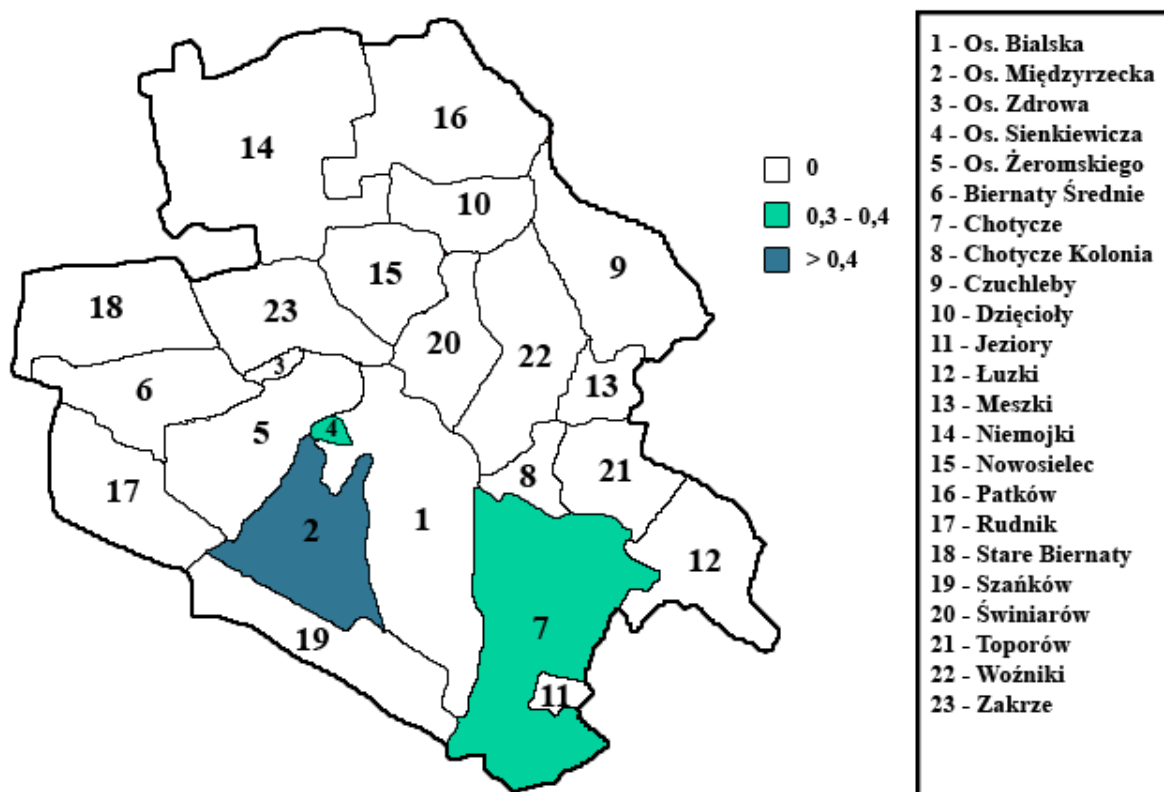 16
14
10
9
15
18
23
20
22
3
13
6
4
5
8
21
17
2
1
12
7
19
11
0
0,3 - 0,4
> 0,4
1 - Os. Bialska
2 - Os. Międzyrzecka
3 - Os. Zdrowa
4 - Os. Sienkiewicza
5 - Os. Żeromskiego
6 - Biernaty Średnie
7 - Chotycze
8 - Chotycze Kolonia
9 - Czuchleby
10 - Dzięcioły
11 - Jeziory
12 - Łuzki
13 - Meszki
14 - Niemojki
15 - Nowosielec
16 - Patków
17 - Rudnik
18 - Stare Biernaty
19 - Szańków
20 - Świniarów
21 - Toporów
22 - Woźniki
23 - Zakrze